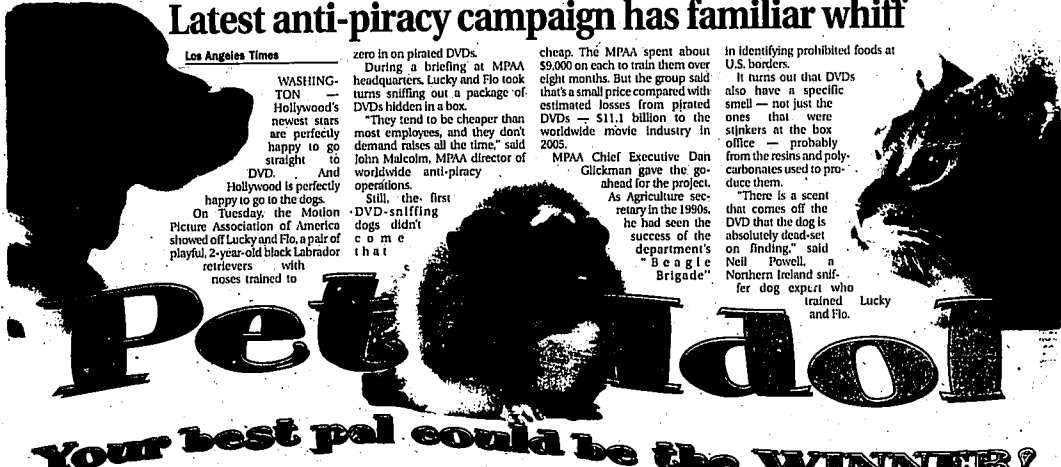 Latest anti-piracy campaign has familiar whiff
Los Angeles Times
WASHING-
TON —
Hollywood's
newest stars
are perfectly
happy to go
straight to
DVD. And
Hollywood is perfectly
happy to go to the dogs.
On Tuesday, the Motion
Picture Association of America
showed off Lucky and Flo, a pair of
playful, 2-year-old black Labrador
retrievers with
noses trained to
zero in on pirated DVDs.
During a briefing at MPAA
headquarters, Lucky and Flo took
turns sniffing out a package of
DVDs hidden in a box.
"They tend to be cheaper than
most employees, and they don't
demand raises all the time," said
John Malcolm, MPAA director of
worldwide anti-piracy
operations.
Still, the first
DVD-sniffing
dogs didn't
come
that
cheap. The MPAA spent about
$9,000 on each to train them over
eight months. But the group said
that's a small price compared with
estimated losses from pirated
DVDs — $11.1 billion to the
worldwide movie industry in
2005.
MPAA Chief Executive Dan
Glickman gave the go-
ahead for the project.
As Agriculture sec-
retary in the 1990s,
he had seen the
success of the
department's
"Beagle
Brigade"
in identifying prohibited foods at
U.S. borders.
It turns out that DVDs
also have a specific
smell — not just the
ones that were
stinkers at the box
office — probably
from the resins and poly-
carbonates used to pro-
duce them.
"There is a scent
that comes off the
DVD that the dog is
absolutely dead-set
on finding," said
Neil Powell, a
Northern Ireland snif-
fer dog expert who
trained Lucky
and Flo.
Pet Idol
Your best pal could be the WINNER!